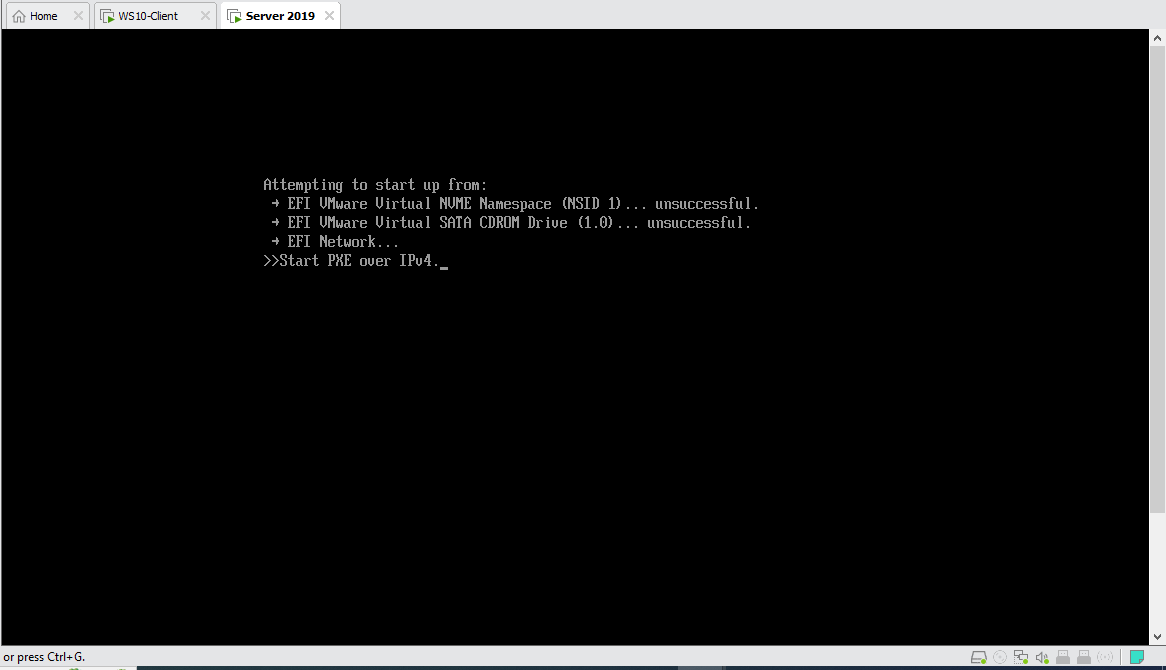 Home
WS10-Client
Server 2019
Attempting to start up from:
→ EFI VMware Virtual NVME Namespace (NSID 1)... unsuccessful.
→ EFI VMware Virtual SATA CDROM Drive (1.0)... unsuccessful.
→ EFI Network...
>>Start PXE over IPv4._
or press Ctrl+G.